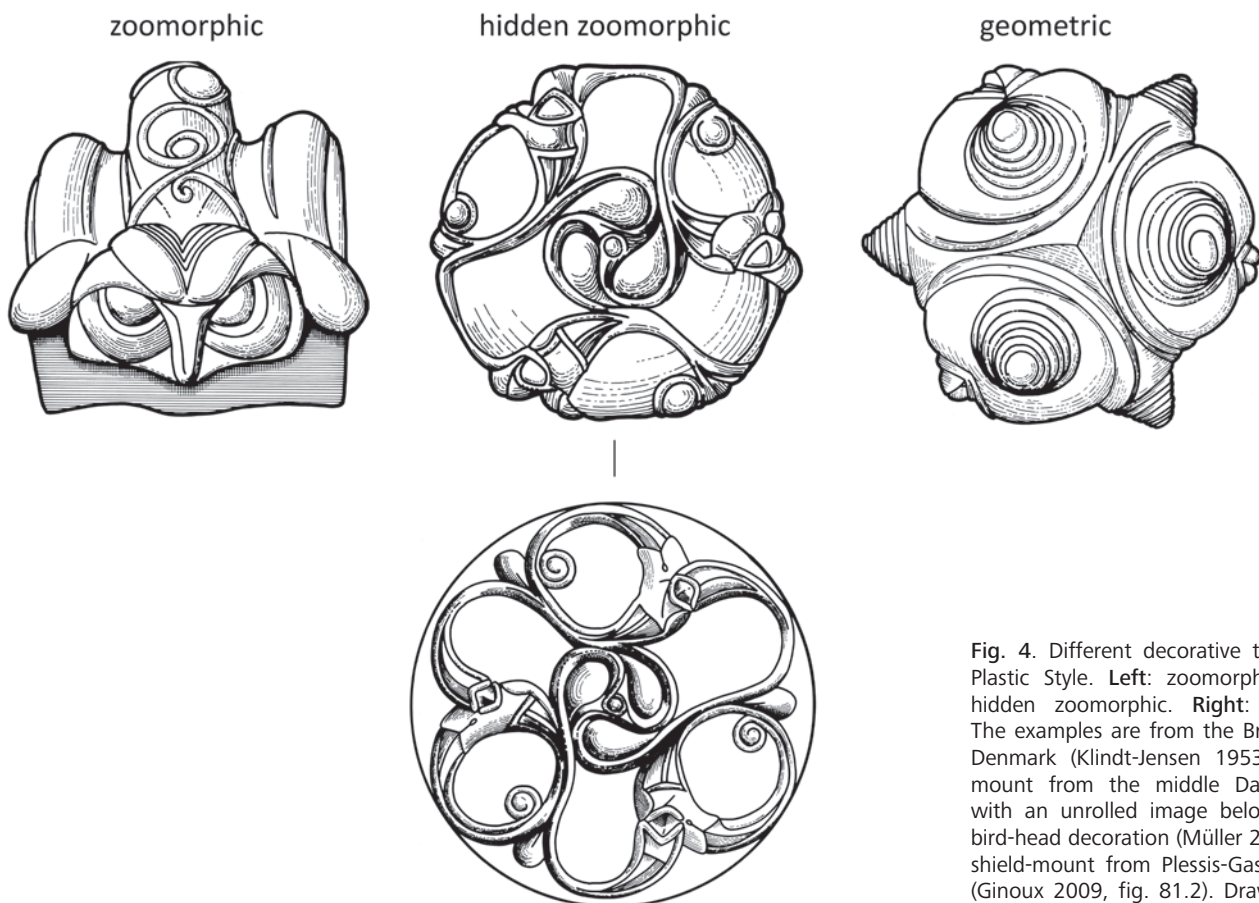 zoomorphic
hidden zoomorphic
geometric
Fig. 4. Different decorative
Plastic Style. Left: zoomorph
hidden zoomorphic. Right:
The examples are from the Br
Denmark (Klindt-Jensen 1953
mount from the middle Da
with an unrolled image belo
bird-head decoration (Müller 2
shield-mount from Plessis-Gas
(Ginoux 2009, fig. 81.2). Dra